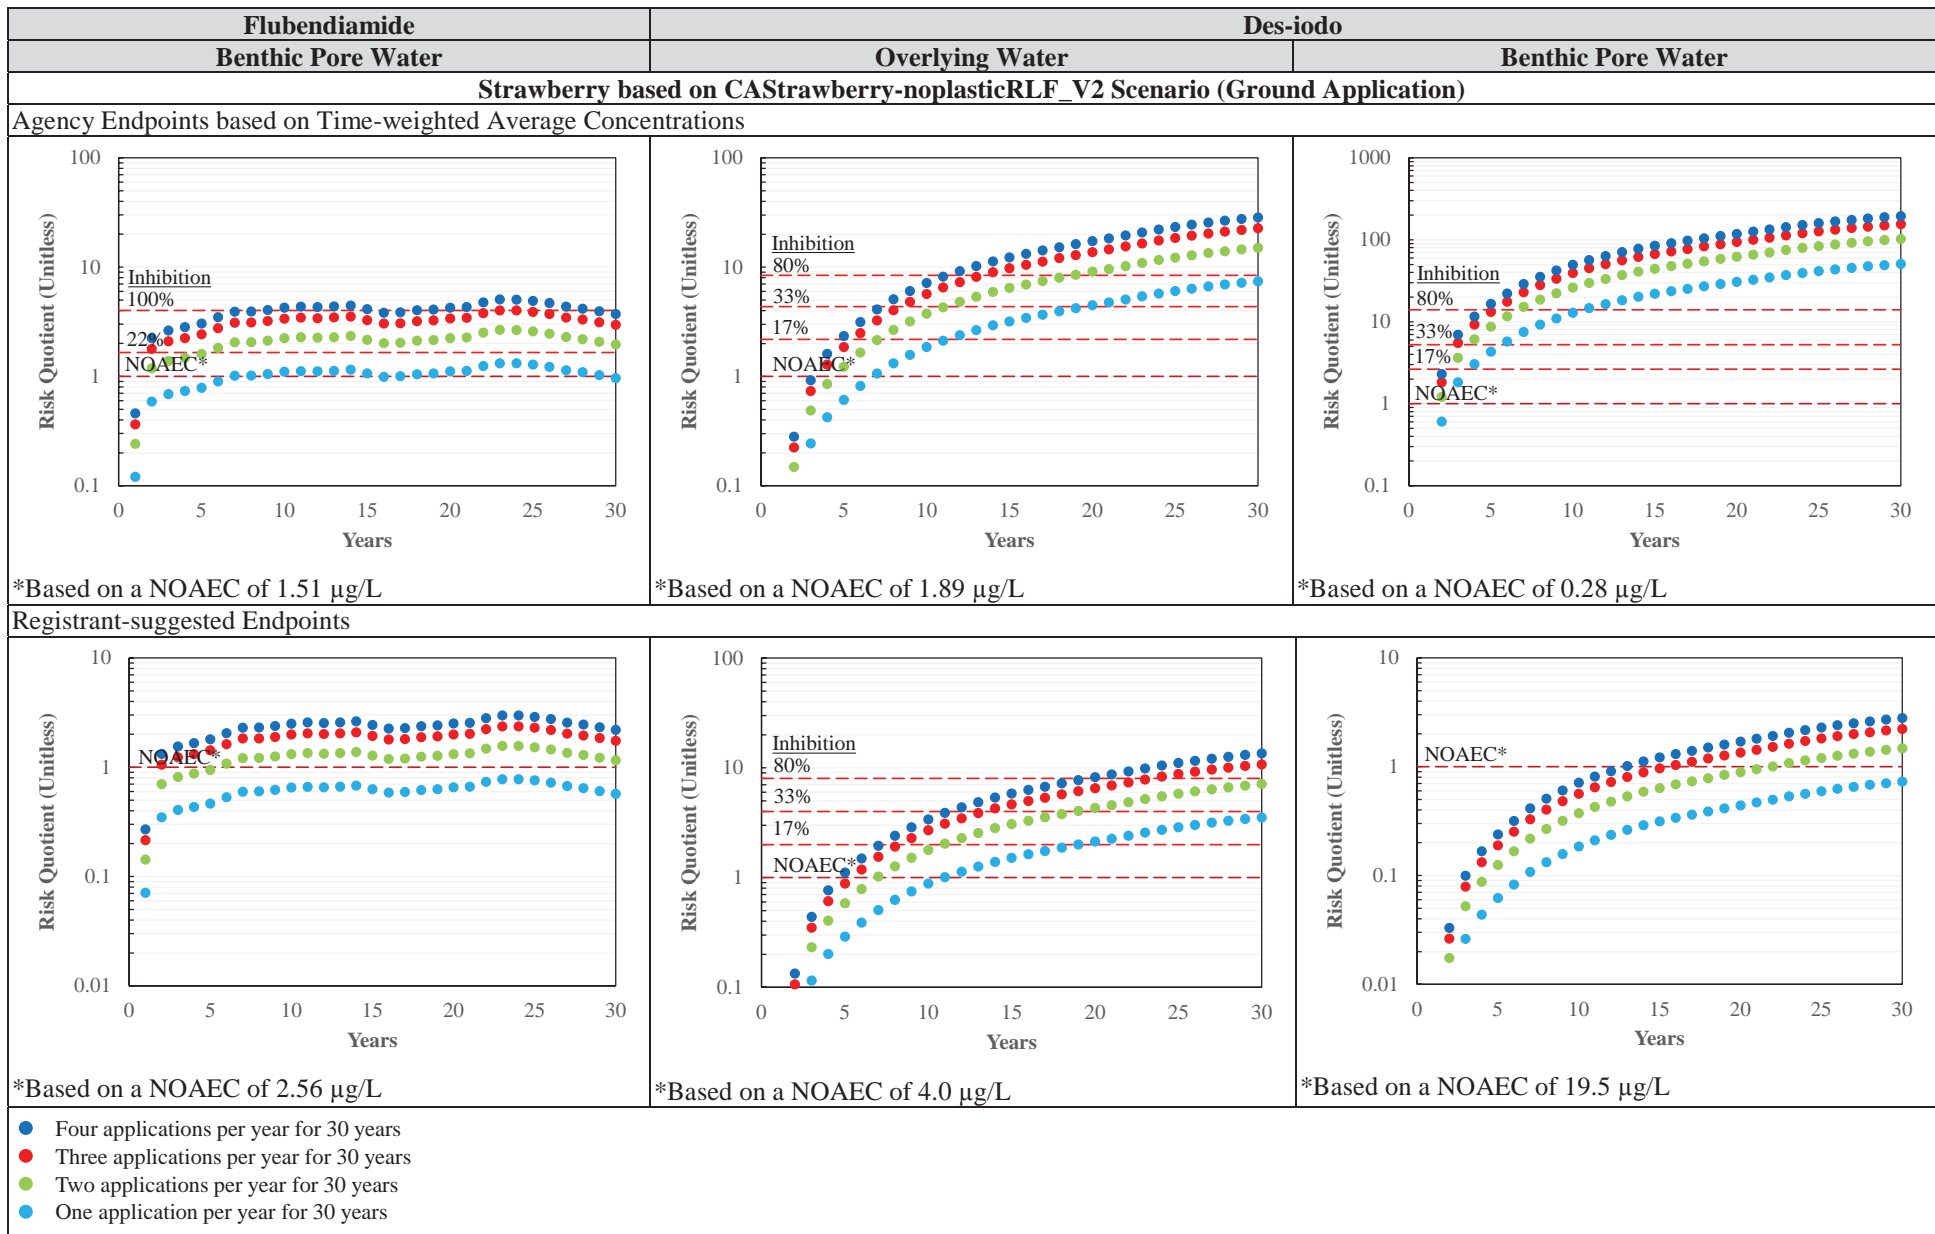 Flubendiamide
Des-iodo
Benthic Pore Water
Overlying Water
Benthic Pore Water
Strawberry based on CAStrawberry-noplasticRLF_V2 Scenario (Ground Application)
Agency Endpoints based on Time-weighted Average Concentrations
Risk Quotient (Unitless)
100
10
1
0.1
Inhibition
100%
22%
NOAEC*
0 5 10 15 20 25 30
Years
*Based on a NOAEC of 1.51 µg/L
Risk Quotient (Unitless)
100
10
1
0.1
Inhibition
80%
33%
17%
NOAEC*
0 5 10 15 20 25 30
Years
*Based on a NOAEC of 1.89 µg/L
Risk Quotient (Unitless)
1000
100
10
1
0.1
Inhibition
80%
33%
17%
NOAEC*
0 5 10 15 20 25 30
Years
*Based on a NOAEC of 0.28 µg/L
Registrant-suggested Endpoints
Risk Quotient (Unitless)
10
1
0.1
0.01
NOAEC*
0 5 10 15 20 25 30
Years
*Based on a NOAEC of 2.56 µg/L
Risk Quotient (Unitless)
100
10
1
0.1
Inhibition
80%
33%
17%
NOAEC*
0 5 10 15 20 25 30
Years
*Based on a NOAEC of 4.0 µg/L
Risk Quotient (Unitless)
10
1
0.1
0.01
NOAEC*
0 5 10 15 20 25 30
Years
*Based on a NOAEC of 19.5 µg/L
Four applications per year for 30 years
Three applications per year for 30 years
Two applications per year for 30 years
One application per year for 30 years